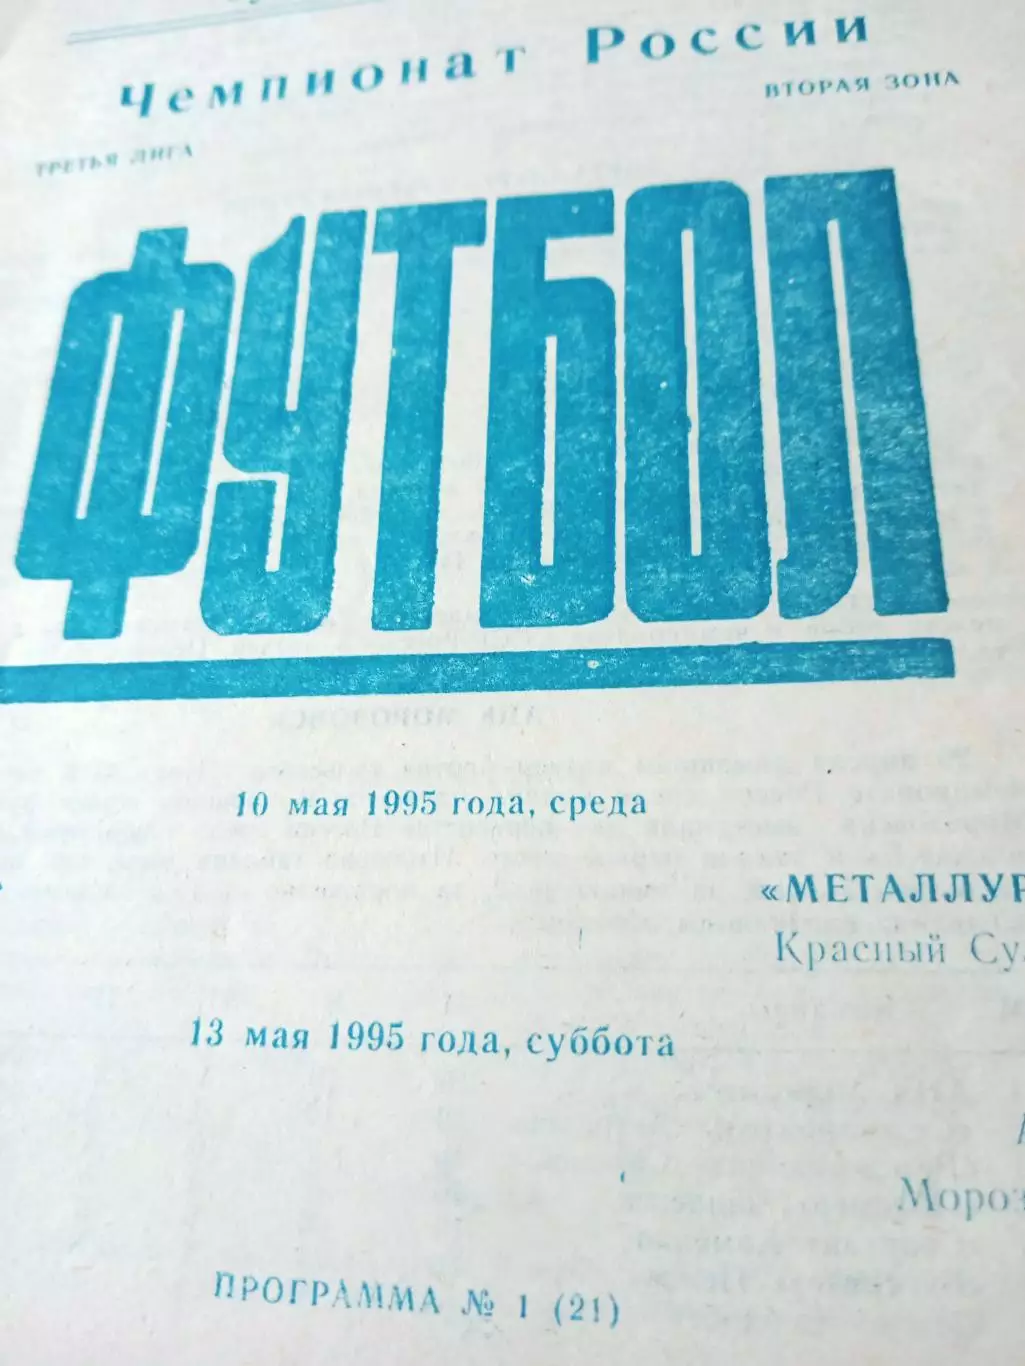 Чемпионат России
ТРЕТЬЯ ЛИГА
ВТОРАЯ ЗОНА
ФУТБОЛ
10 мая 1995 года, среда
«МЕТАЛЛУР
Красный Су
13 мая 1995 года, суббота
Мороз
ПРОГРАММА № 1 (21)